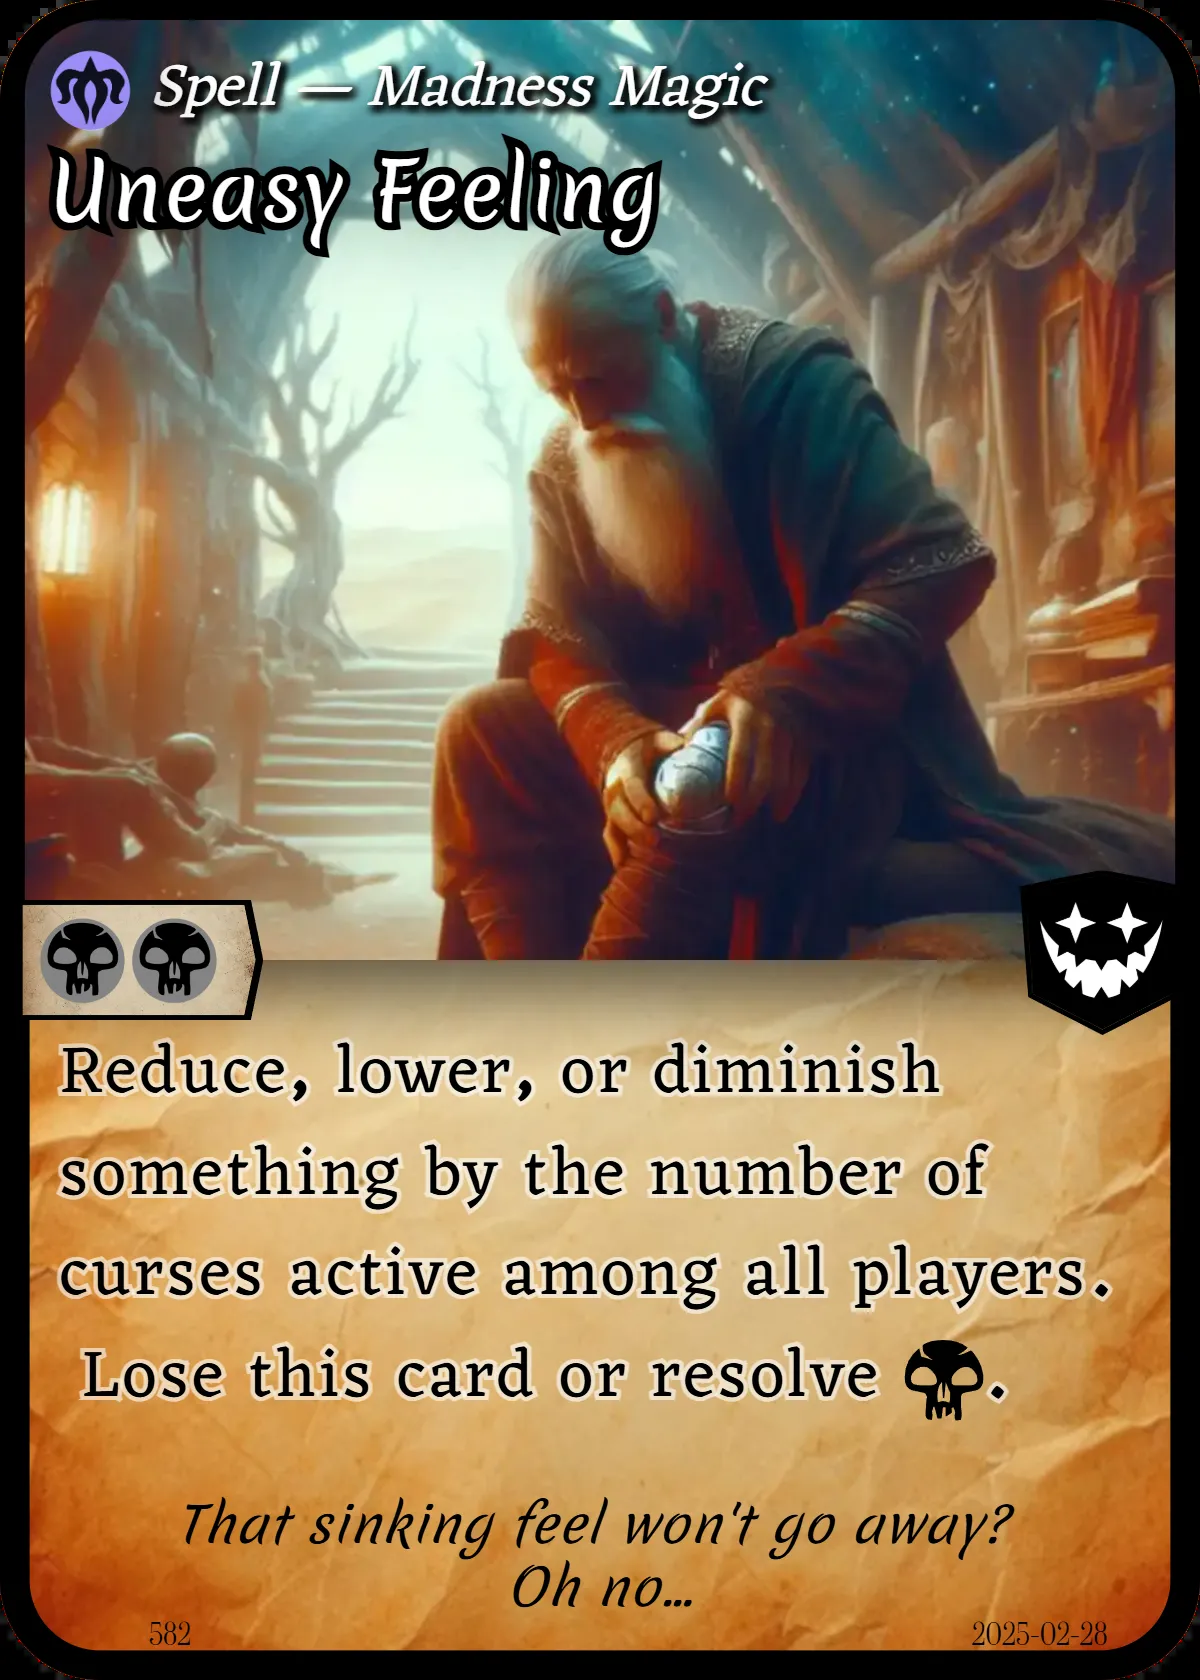 Spell — Madness Magic
Uneasy Feeling
Reduce, lower, or diminish
something by the number of
curses active among all players.
Lose this card or resolve .
That sinking feel won't go away?
Oh no...
582
2025-02-28